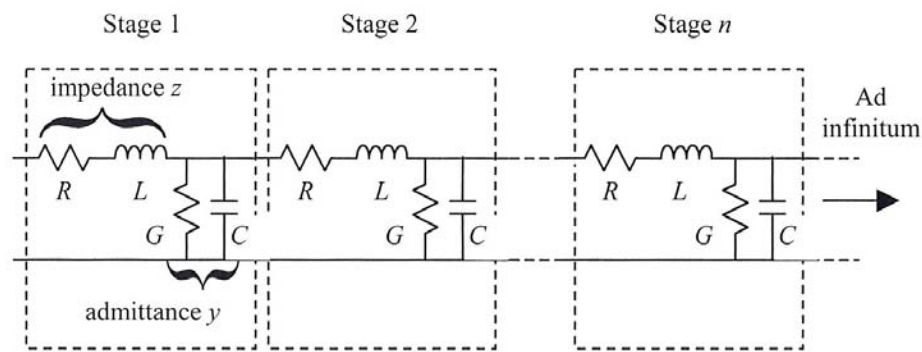 Stage 1
Stage 2
Stage n
impedance z
Ad
infinitum
R
L
R
L
R
L
G
C
G
C
G
C
admittance y